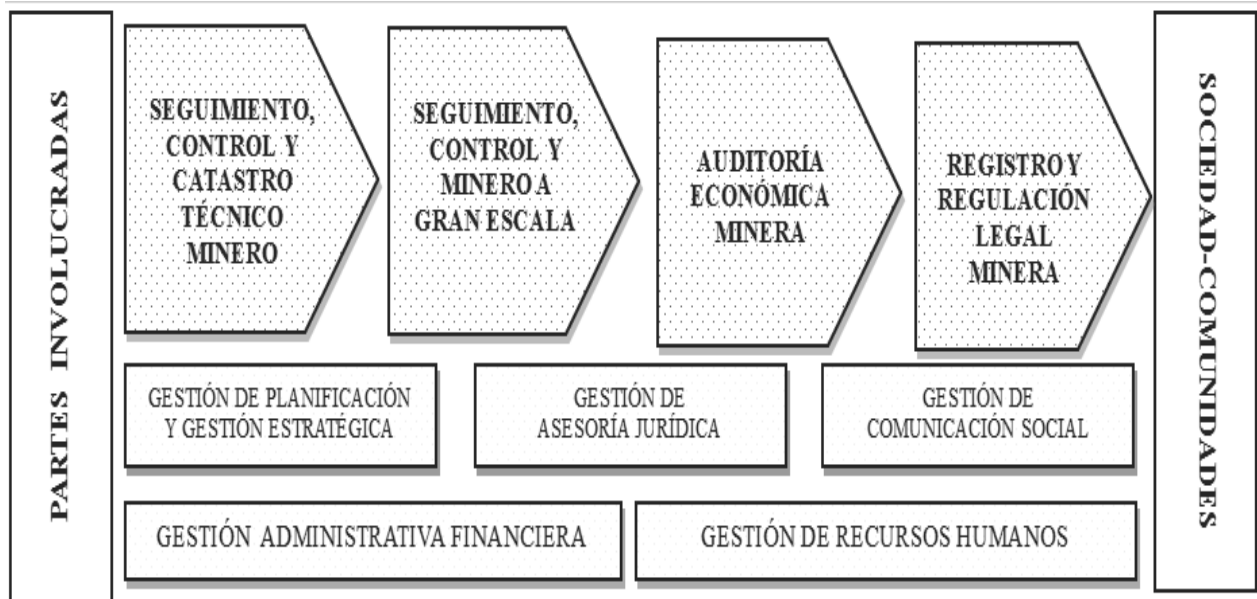 PARTES INVOLUCRADAS
SEGUIMIENTO,
CONTROL Y
CATASTRO
TÉCNICO
MINERO
SEGUIMIENTO,
CONTROL Y
MINERO A
GRAN ESCALA
AUDITORÍA
ECONÓMICA
MINERA
REGISTRO Y
REGULACIÓN
LEGAL
MINERA
SOCIEDAD-COMUNIDADES
GESTIÓN DE PLANIFICACIÓN
Y GESTIÓN ESTRATÉGICA
GESTIÓN DE
ASESORÍA JURÍDICA
GESTIÓN DE
COMUNICACIÓN SOCIAL
GESTIÓN ADMINISTRATIVA FINANCIERA
GESTIÓN DE RECURSOS HUMANOS